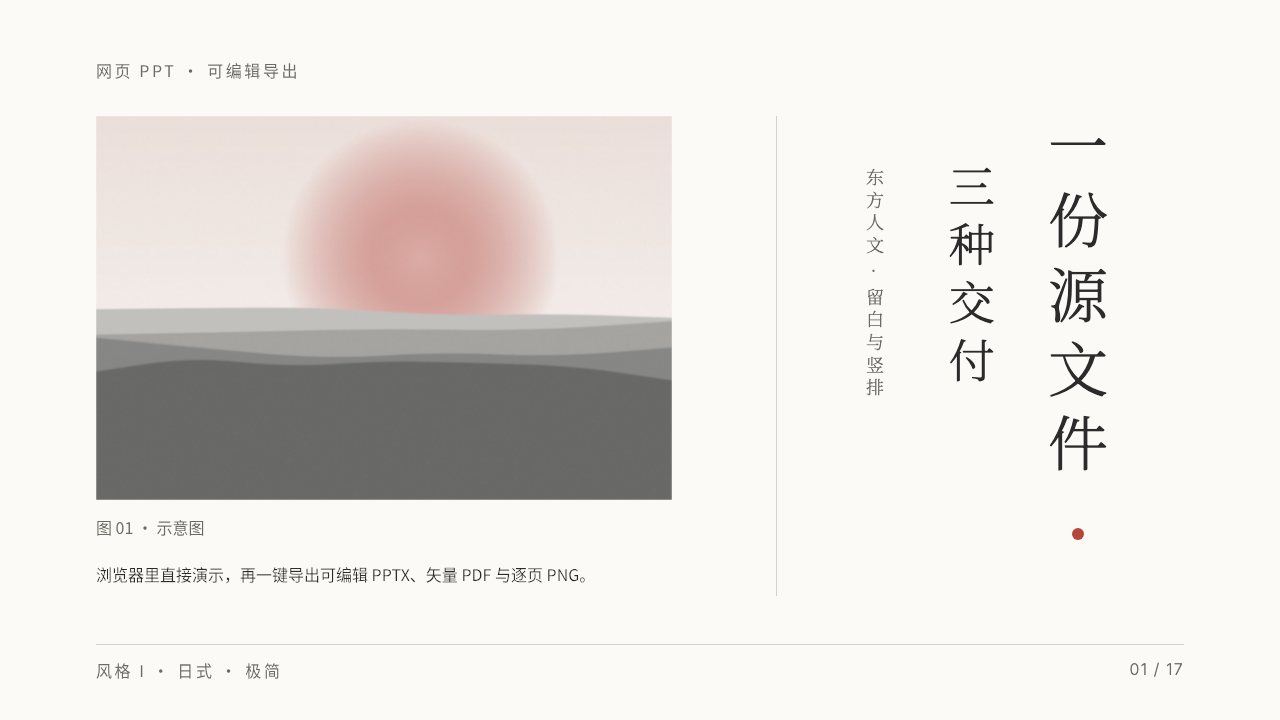 网页 PPT · 可编辑导出
一份源文件
三种交付
东方人文·留白与竖排
图 01 · 示意图
浏览器里直接演示，再一键导出可编辑 PPTX、矢量 PDF 与逐页 PNG。
风格 I · 日式 · 极简
01 / 17